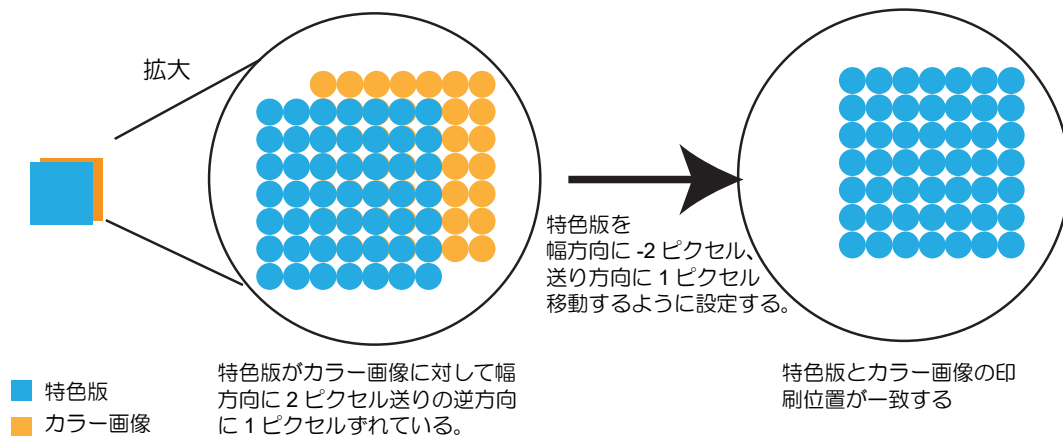 拡大
特色版を
幅方向に -2 ピクセル、
送り方向に 1 ピクセル
移動するように設定する。
特色版
カラー画像
特色版がカラー画像に対して幅
方向に 2 ピクセル送りの逆方向
に 1 ピクセルずれている。
特色版とカラー画像の印
刷位置が一致する